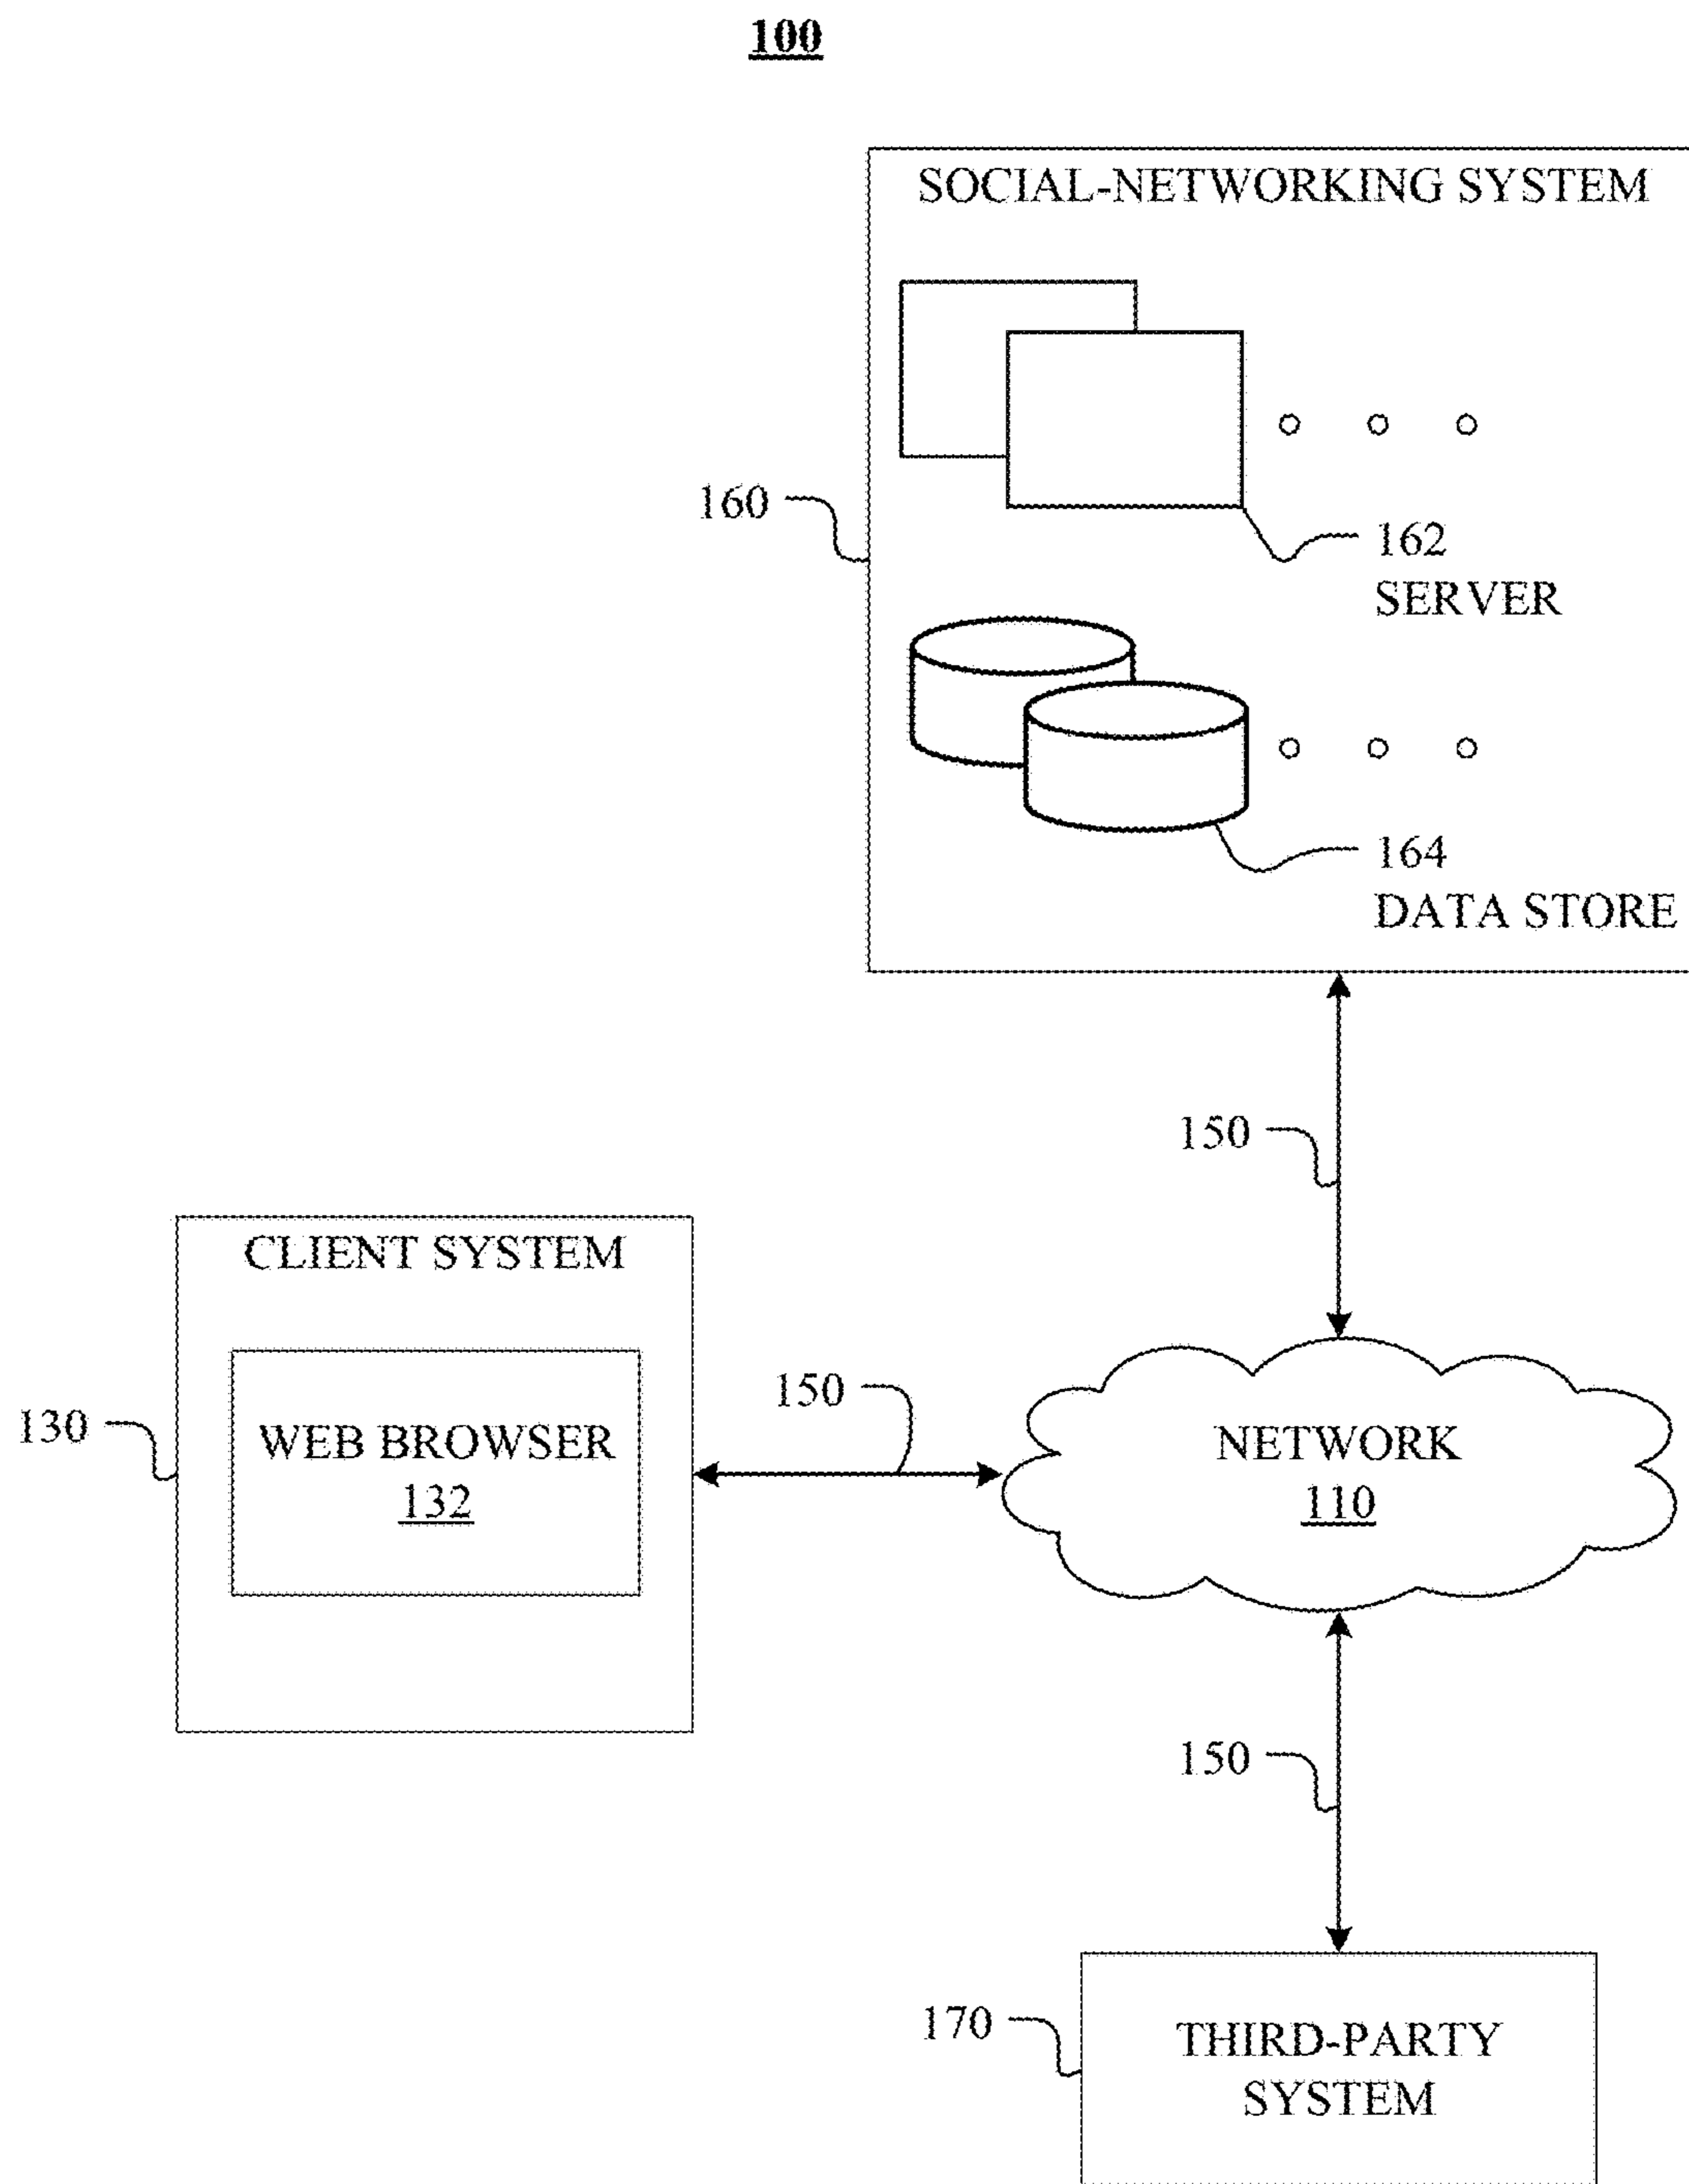 100
SOCIAL-NETWORKING SYSTEM
160
162
SERVER
164
DATA STORE
150
CLIENT SYSTEM
130
WEB BROWSER
132
150
NETWORK
110
150
170
THIRD-PARTY
SYSTEM